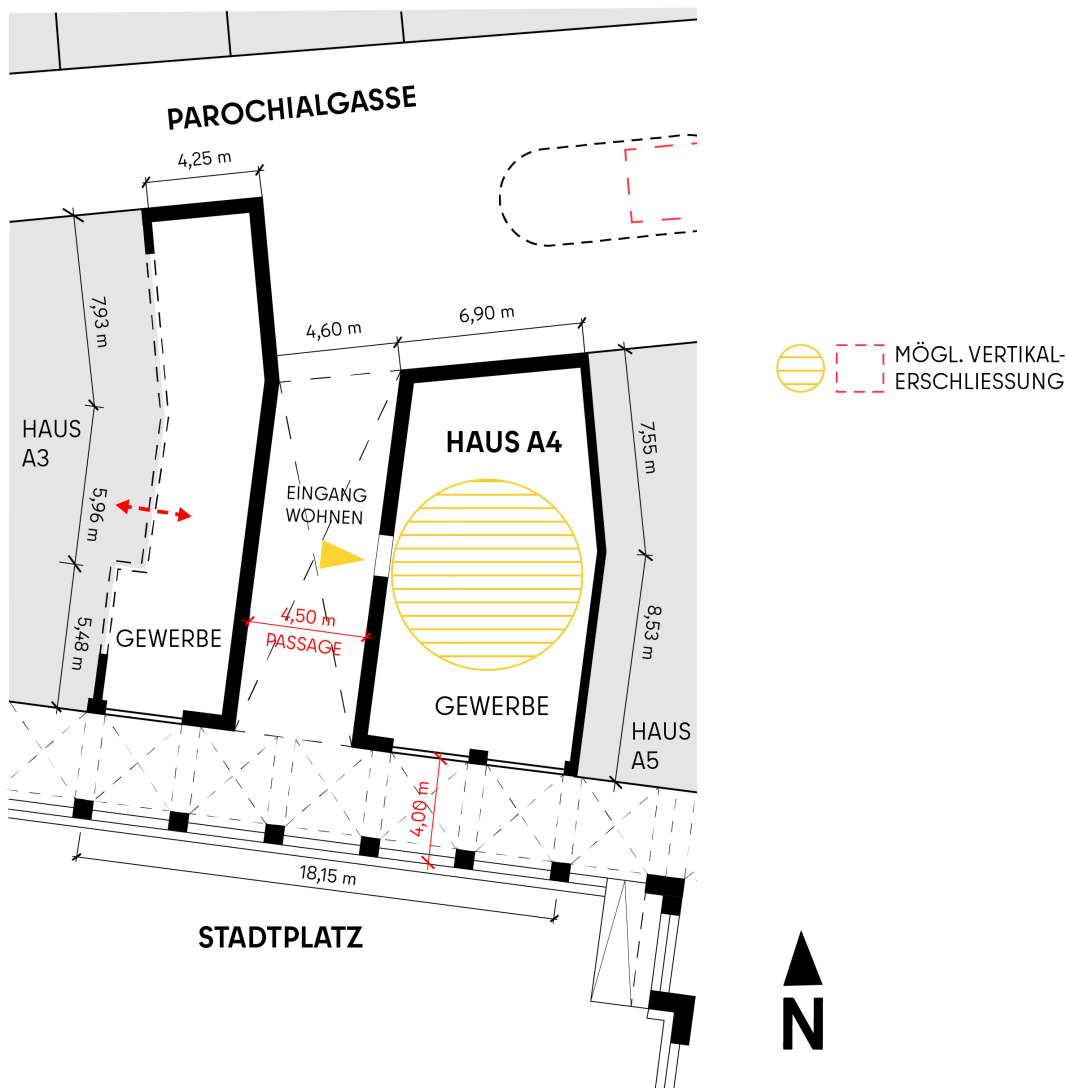 PAROCHIALGASSE
4,25 m
4,60 m
6,90 m
7,93 m
MÖGL. VERTIKAL-
ERSCHLIESSUNG
HAUS
A3
HAUS A4
7,55 m
5,96 m
EINGANG
WOHNEN
4,50 m
PASSAGE
5,48 m
GEWERBE
8,53 m
GEWERBE
HAUS
A5
4,00 m
18,15 m
STADTPLATZ
N